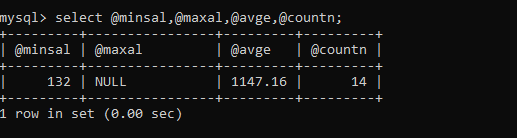 mysql> select @minsal,@maxal,@avge,@countn;
+---------+----------------+---------+---------+
| @minsal | @maxal         | @avge   | @countn |
+---------+----------------+---------+---------+
|     132 | NULL           | 1147.16 |      14 |
+---------+----------------+---------+---------+
1 row in set (0.00 sec)